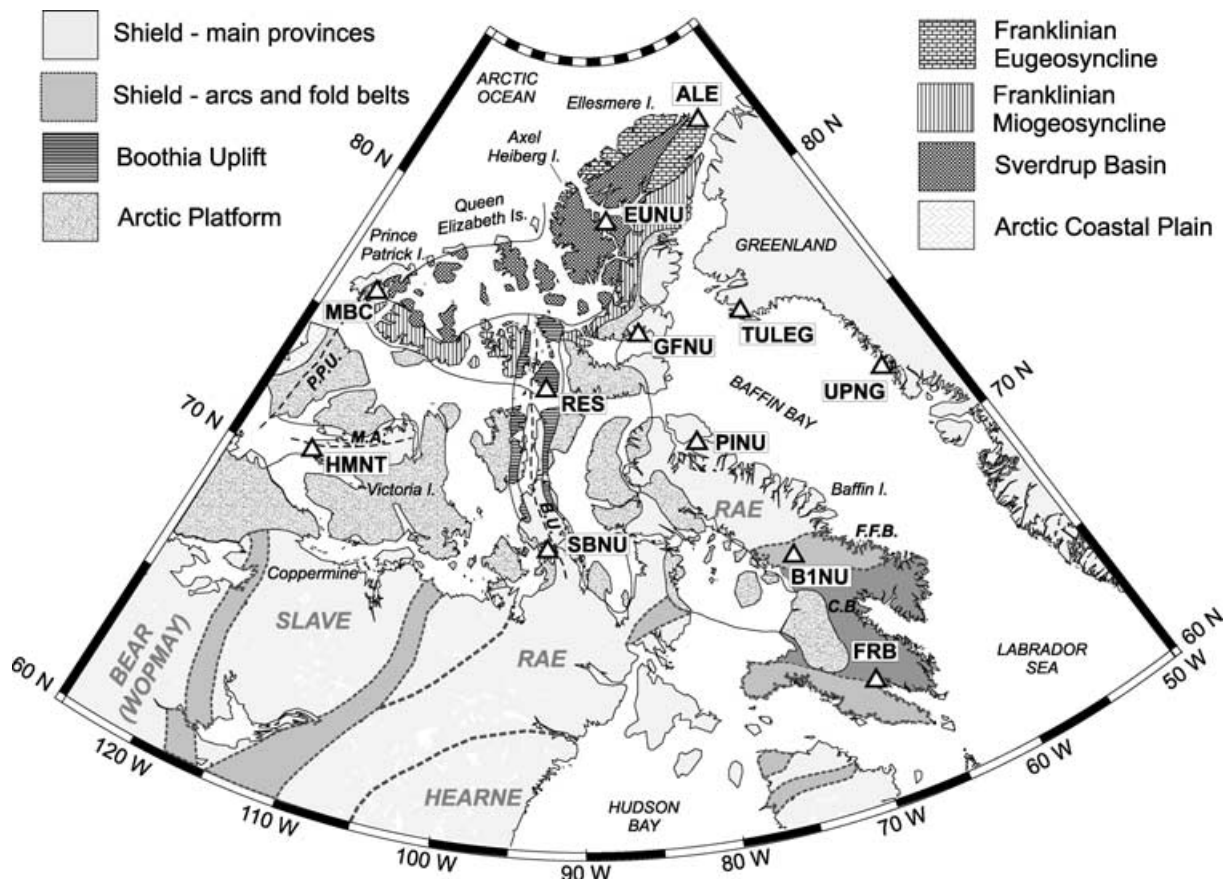 Shield - main provinces
Shield - arcs and fold belts
Boothia Uplift
Arctic Platform
Franklinian
Eugeosyncline
Franklinian
Miogeosyncline
Sverdrup Basin
Arctic Coastal Plain
ARCTIC
OCEAN
Ellesmere I.
ALE
80 N
80 N
Axel
Heiberg I.
Queen
Elizabeth Is.
EUNU
Prince
Patrick I.
GREENLAND
MBC
TULEG
GFNU
P.P.U.
UPNG
RES
BAFFIN BAY
70 N
70 N
M.A.
HMNT
PINU
Victoria I.
Baffin I.
RAE
B.U.
SBNU
F.F.B.
B1NU
Coppermine
C.B.
SLAVE
BEAR
(WOPMAY)
RAE
FRB
LABRADOR
SEA
60 N
50 W
60 N
120 W
60 W
HEARNE
HUDSON
BAY
110 W
70 W
100 W
80 W
90 W